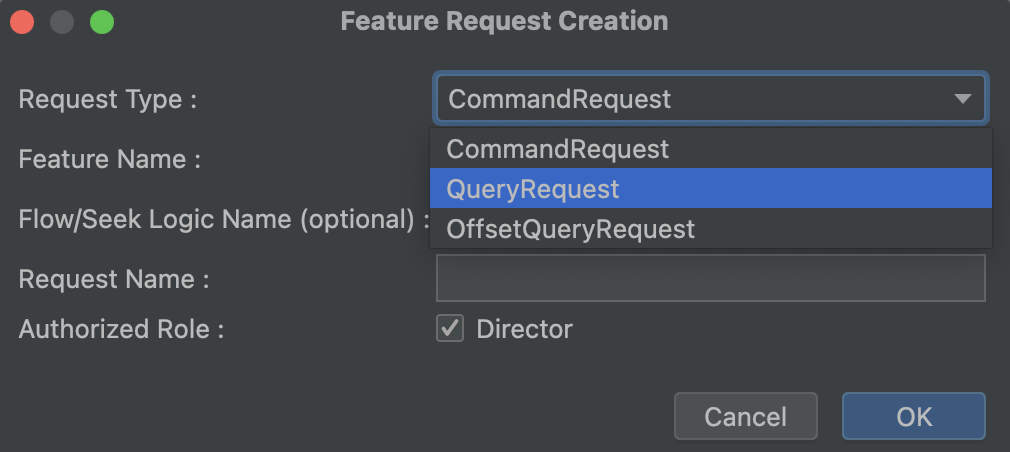 Feature Request Creation
Request Type : CommandRequest
CommandRequest
Feature Name :
QueryRequest
Flow/Seek Logic Name (optional) :
OffsetQueryRequest
Request Name :
Authorized Role : Director
Cancel OK